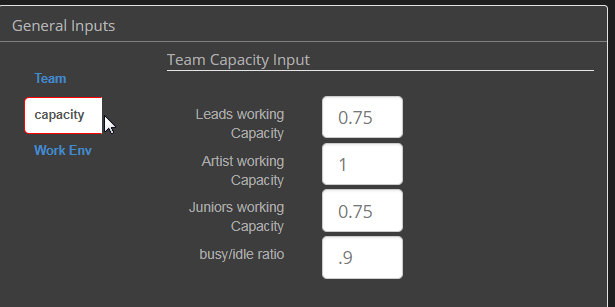 General Inputs
Team
capacity
Work Env
Team Capacity Input
Leads working
Capacity
0.75
Artist working
Capacity
1
Juniors working
Capacity
0.75
busy/idle ratio
.9